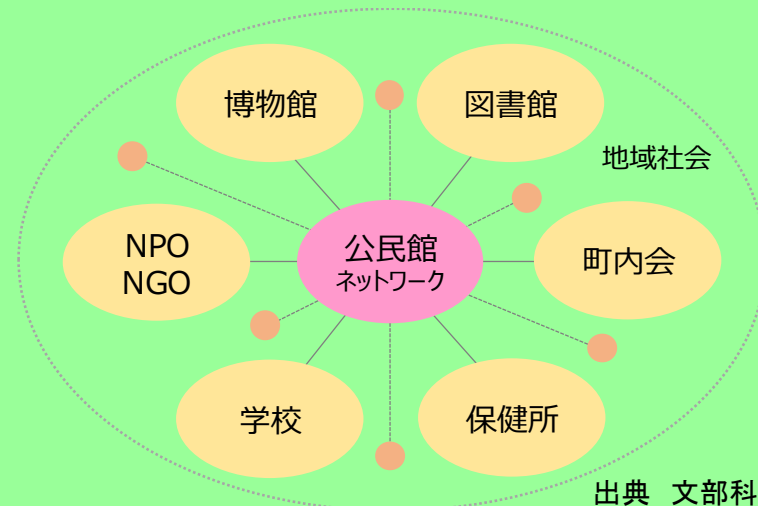 博物館
図書館
地域社会
NPO
NGO
公民館
ネットワーク
町内会
学校
保健所
出典　文部科